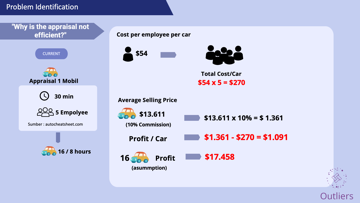 Problem Identification
"Why is the appraisal not
efficient?"
CURRENT
Appraisal 1 Mobil
30 min
5 Empolyee
Sumber : autocheatsheet.com
16 / 8 hours
Cost per employee per car
$54
Total Cost/Car
$54 x 5 = $270
Average Selling Price
$13.611
(10% Commission)
$13.611 x 10% = $ 1.361
Profit / Car
$1.361 - $270 = $1.091
16 Profit
(asummption)
$17.458
Outliers